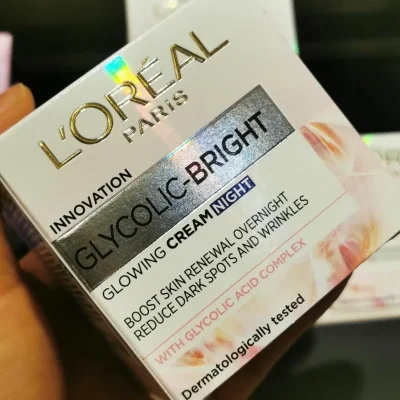 L'ORÉAL
PARIS
INNOVATION
GLYCOLIC-BRIGHT
GLOWING CREAM NIGHT
BOOST SKIN RENEWAL OVERNIGHT
REDUCE DARK SPOTS AND WRINKLES
WITH GLYCOLIC ACID COMPLEX
Dermatologically tested